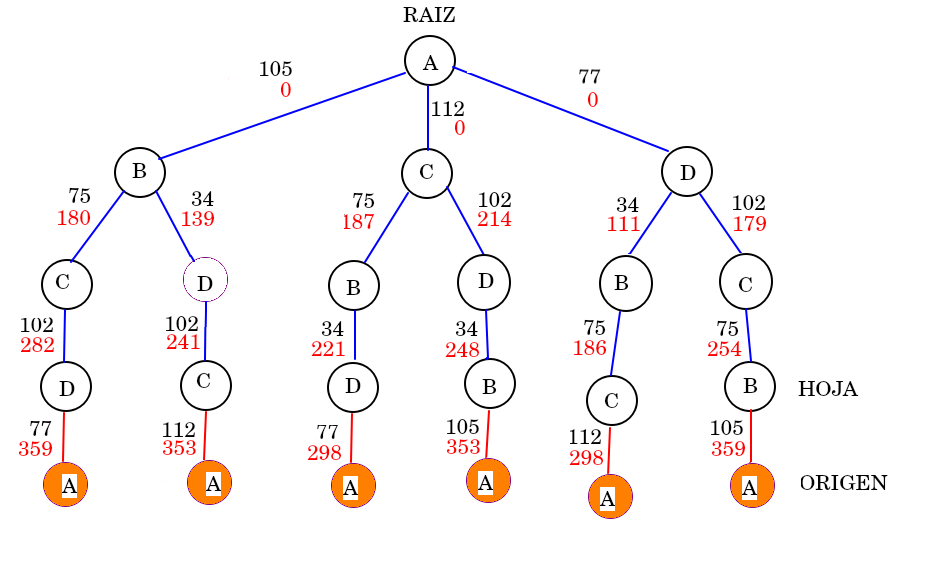 RAIZ
A
105 112 77
0 0 0
B C D
75 34 75 102 34 102
180 139 187 214 111 179
C D B D B C
102 102 34 34 75 75
282 241 221 248 186 254
D C D B C B HOJA
77 112 77 105 112 105
359 353 298 353 298 359
A A A A A A ORIGEN